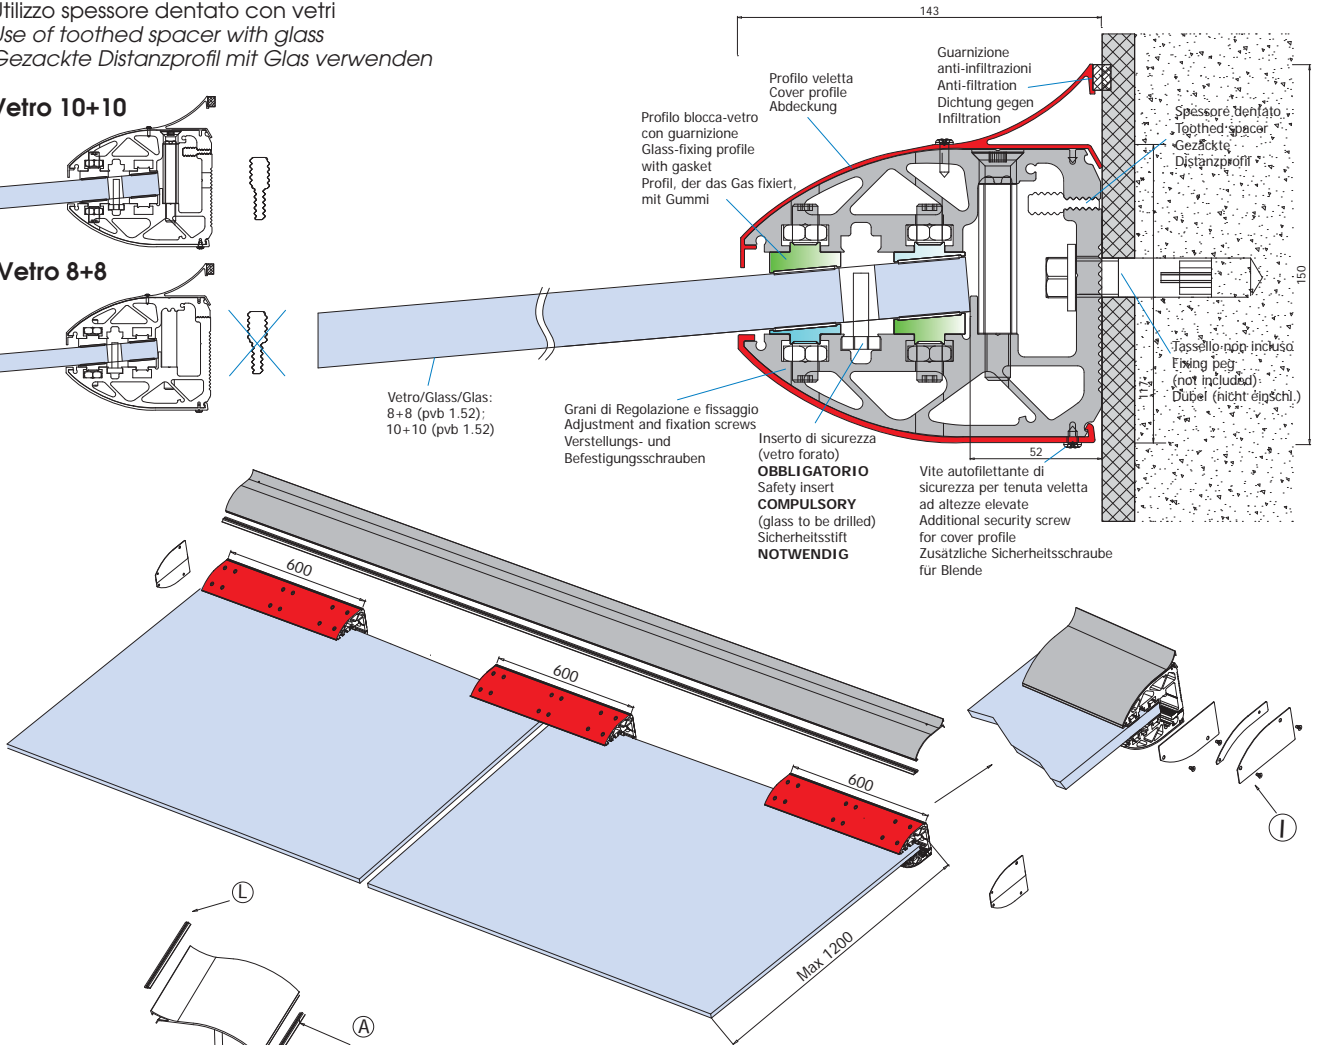 Utilizzo spessore dentato con vetri
Use of toothed spacer with glass
Gezackte Distanzprofil mit Glas verwenden
Vetro 10+10
Vetro 8+8
143
Guarnizione
anti-infiltrazioni
Anti-filtration
Dichtung gegen
Infiltration
Profilo veletta
Cover profile
Abdeckung
Profilo blocca-vetro
con guarnizione
Glass-fixing profile
with gasket
Profil, der das Gas fixiert,
mit Gummi
Spessore dentato
Toothed spacer
Gezackte
Distanzprofil
150
117
52
Tassello non incluso
Fixing peg
(not included)
Dübel (nicht einschl.)
Vetro/Glass/Glas:
8+8 (pvb 1.52);
10+10 (pvb 1.52)
Grani di Regolazione e fissaggio
Adjustment and fixation screws
Verstellungs- und
Befestigungsschrauben
Inserto di sicurezza
(vetro forato)
OBBLIGATORIO
Safety insert
COMPULSORY
(glass to be drilled)
Sicherheitsstift
NOTWENDIG
Vite autofilettante di
sicurezza per tenuta veletta
ad altezze elevate
Additional security screw
for cover profile
Zusätzliche Sicherheitsschraube
für Blende
600
600
600
Max 1200
I
L
A